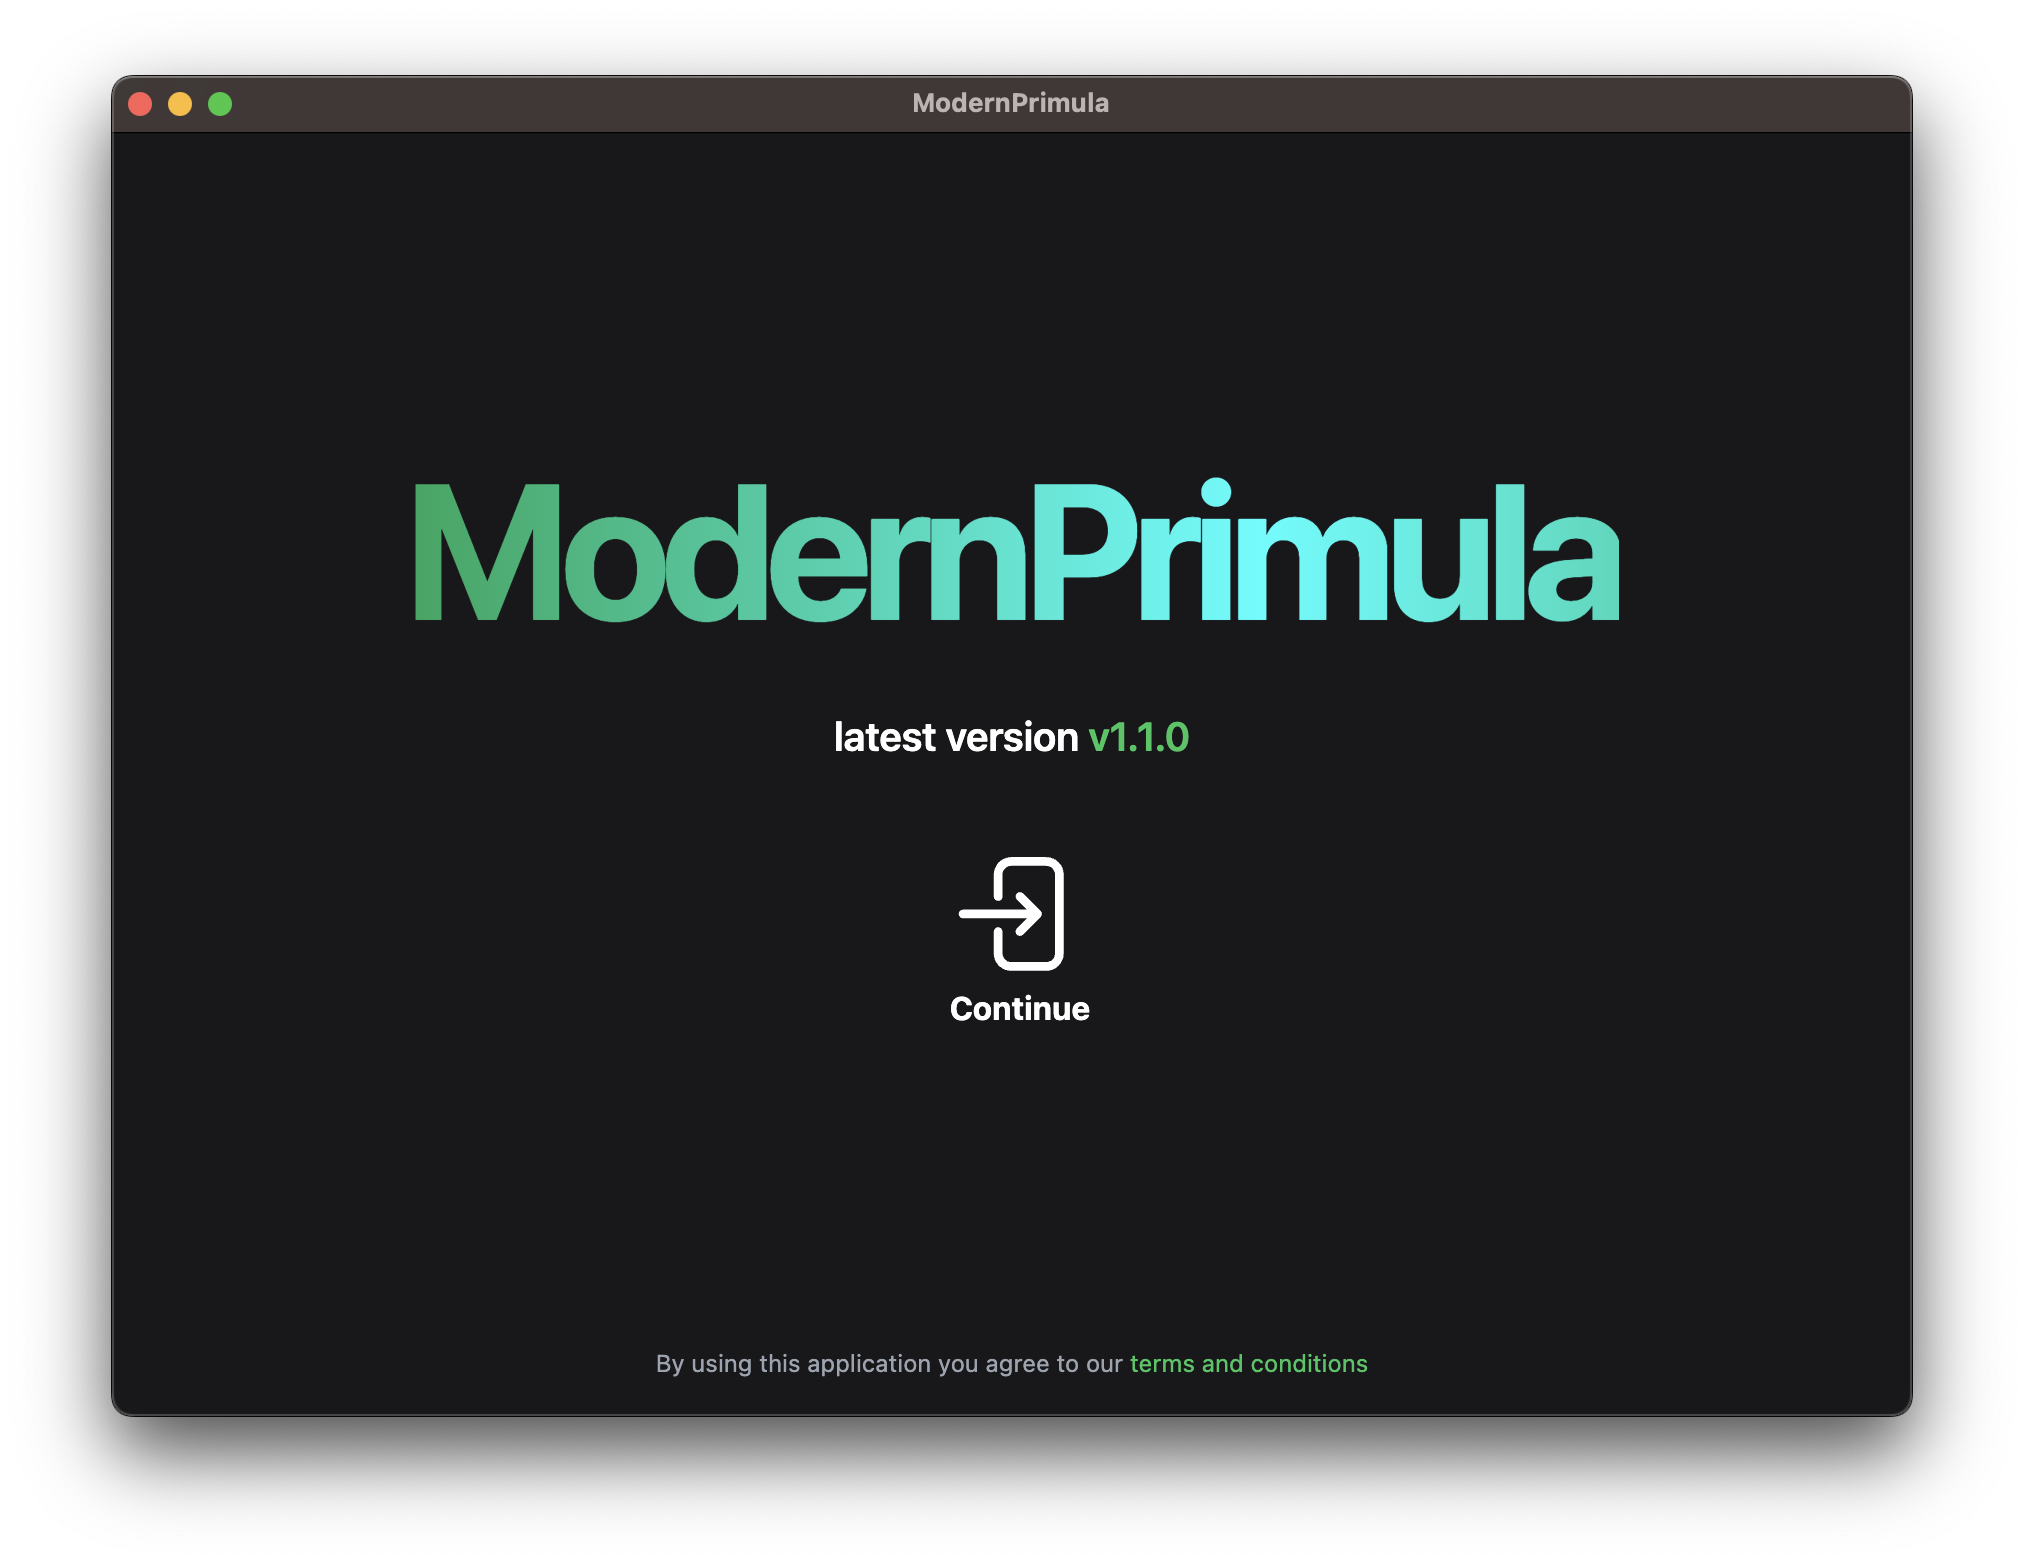 ModernPrimula
ModernPrimula
latest version v1.1.0
Continue
By using this application you agree to our terms and conditions